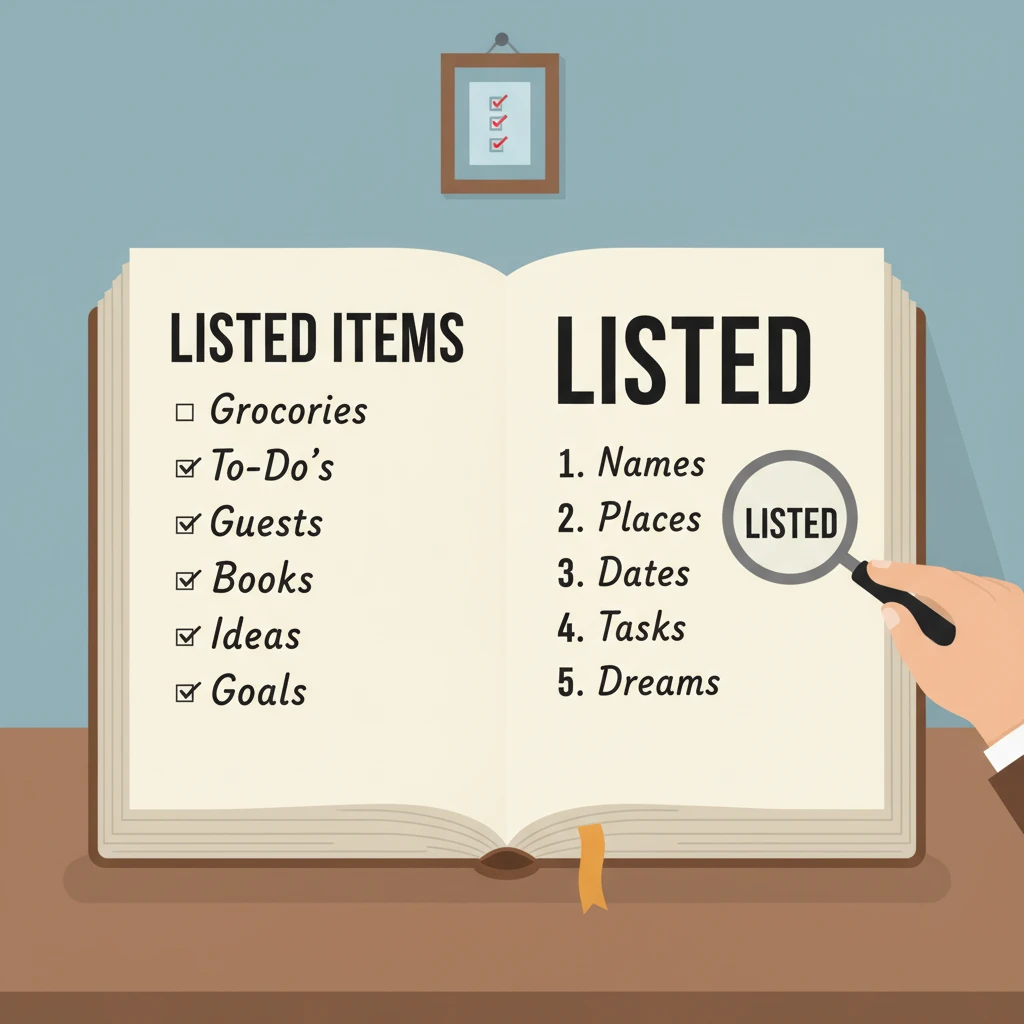 LISTED ITEMS
Grocories
To-Do's
Guests
Books
Ideas
Goals
LISTED
1. Names
2. Places
3. Dates
4. Tasks
5. Dreams
LISTED